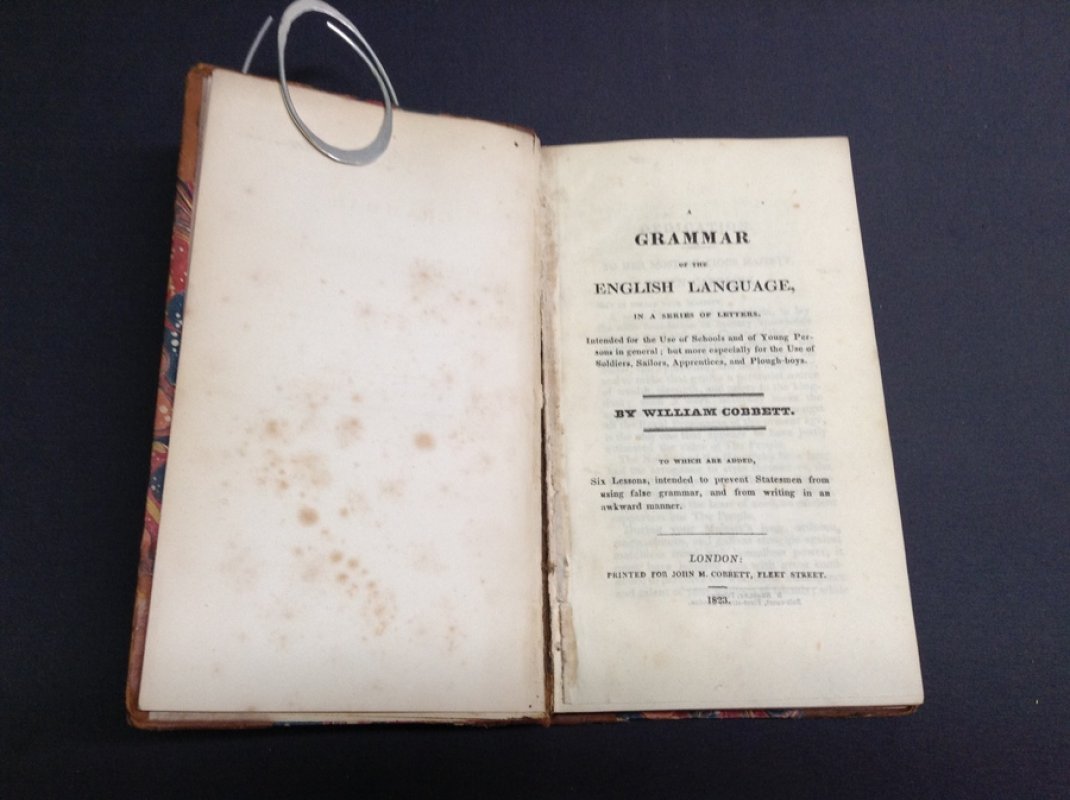 A
GRAMMAR
OF THE
ENGLISH LANGUAGE,
IN A SERIES OF LETTERS.
Intended for the Use of Schools and of Young Per-
sons in general; but more especially for the Use of
Soldiers, Sailors, Apprentices, and Plough-boys.
BY WILLIAM COBBETT.
TO WHICH ARE ADDED,
Six Lessons, intended to prevent Statesmen from
using false grammar, and from writing in an
awkward manner.
LONDON:
PRINTED FOR JOHN M. COBBETT, FLEET STREET.
1823.